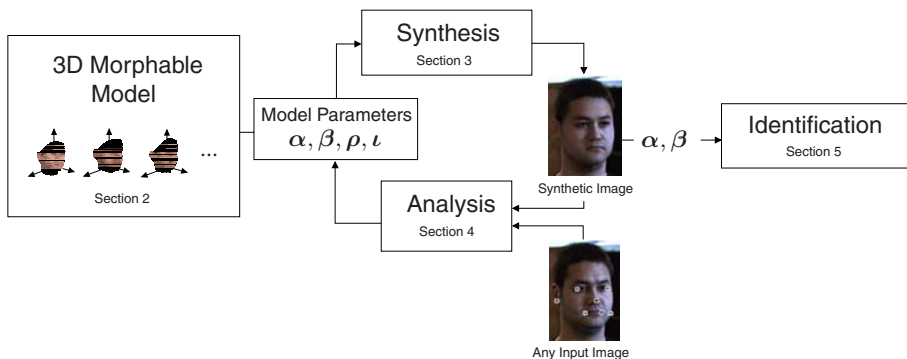 3D Morphable
Model
...
Section 2
Model Parameters
α, β, ρ, ι
Synthesis
Section 3
Analysis
Section 4
Synthetic Image
Any Input Image
α, β
Identification
Section 5